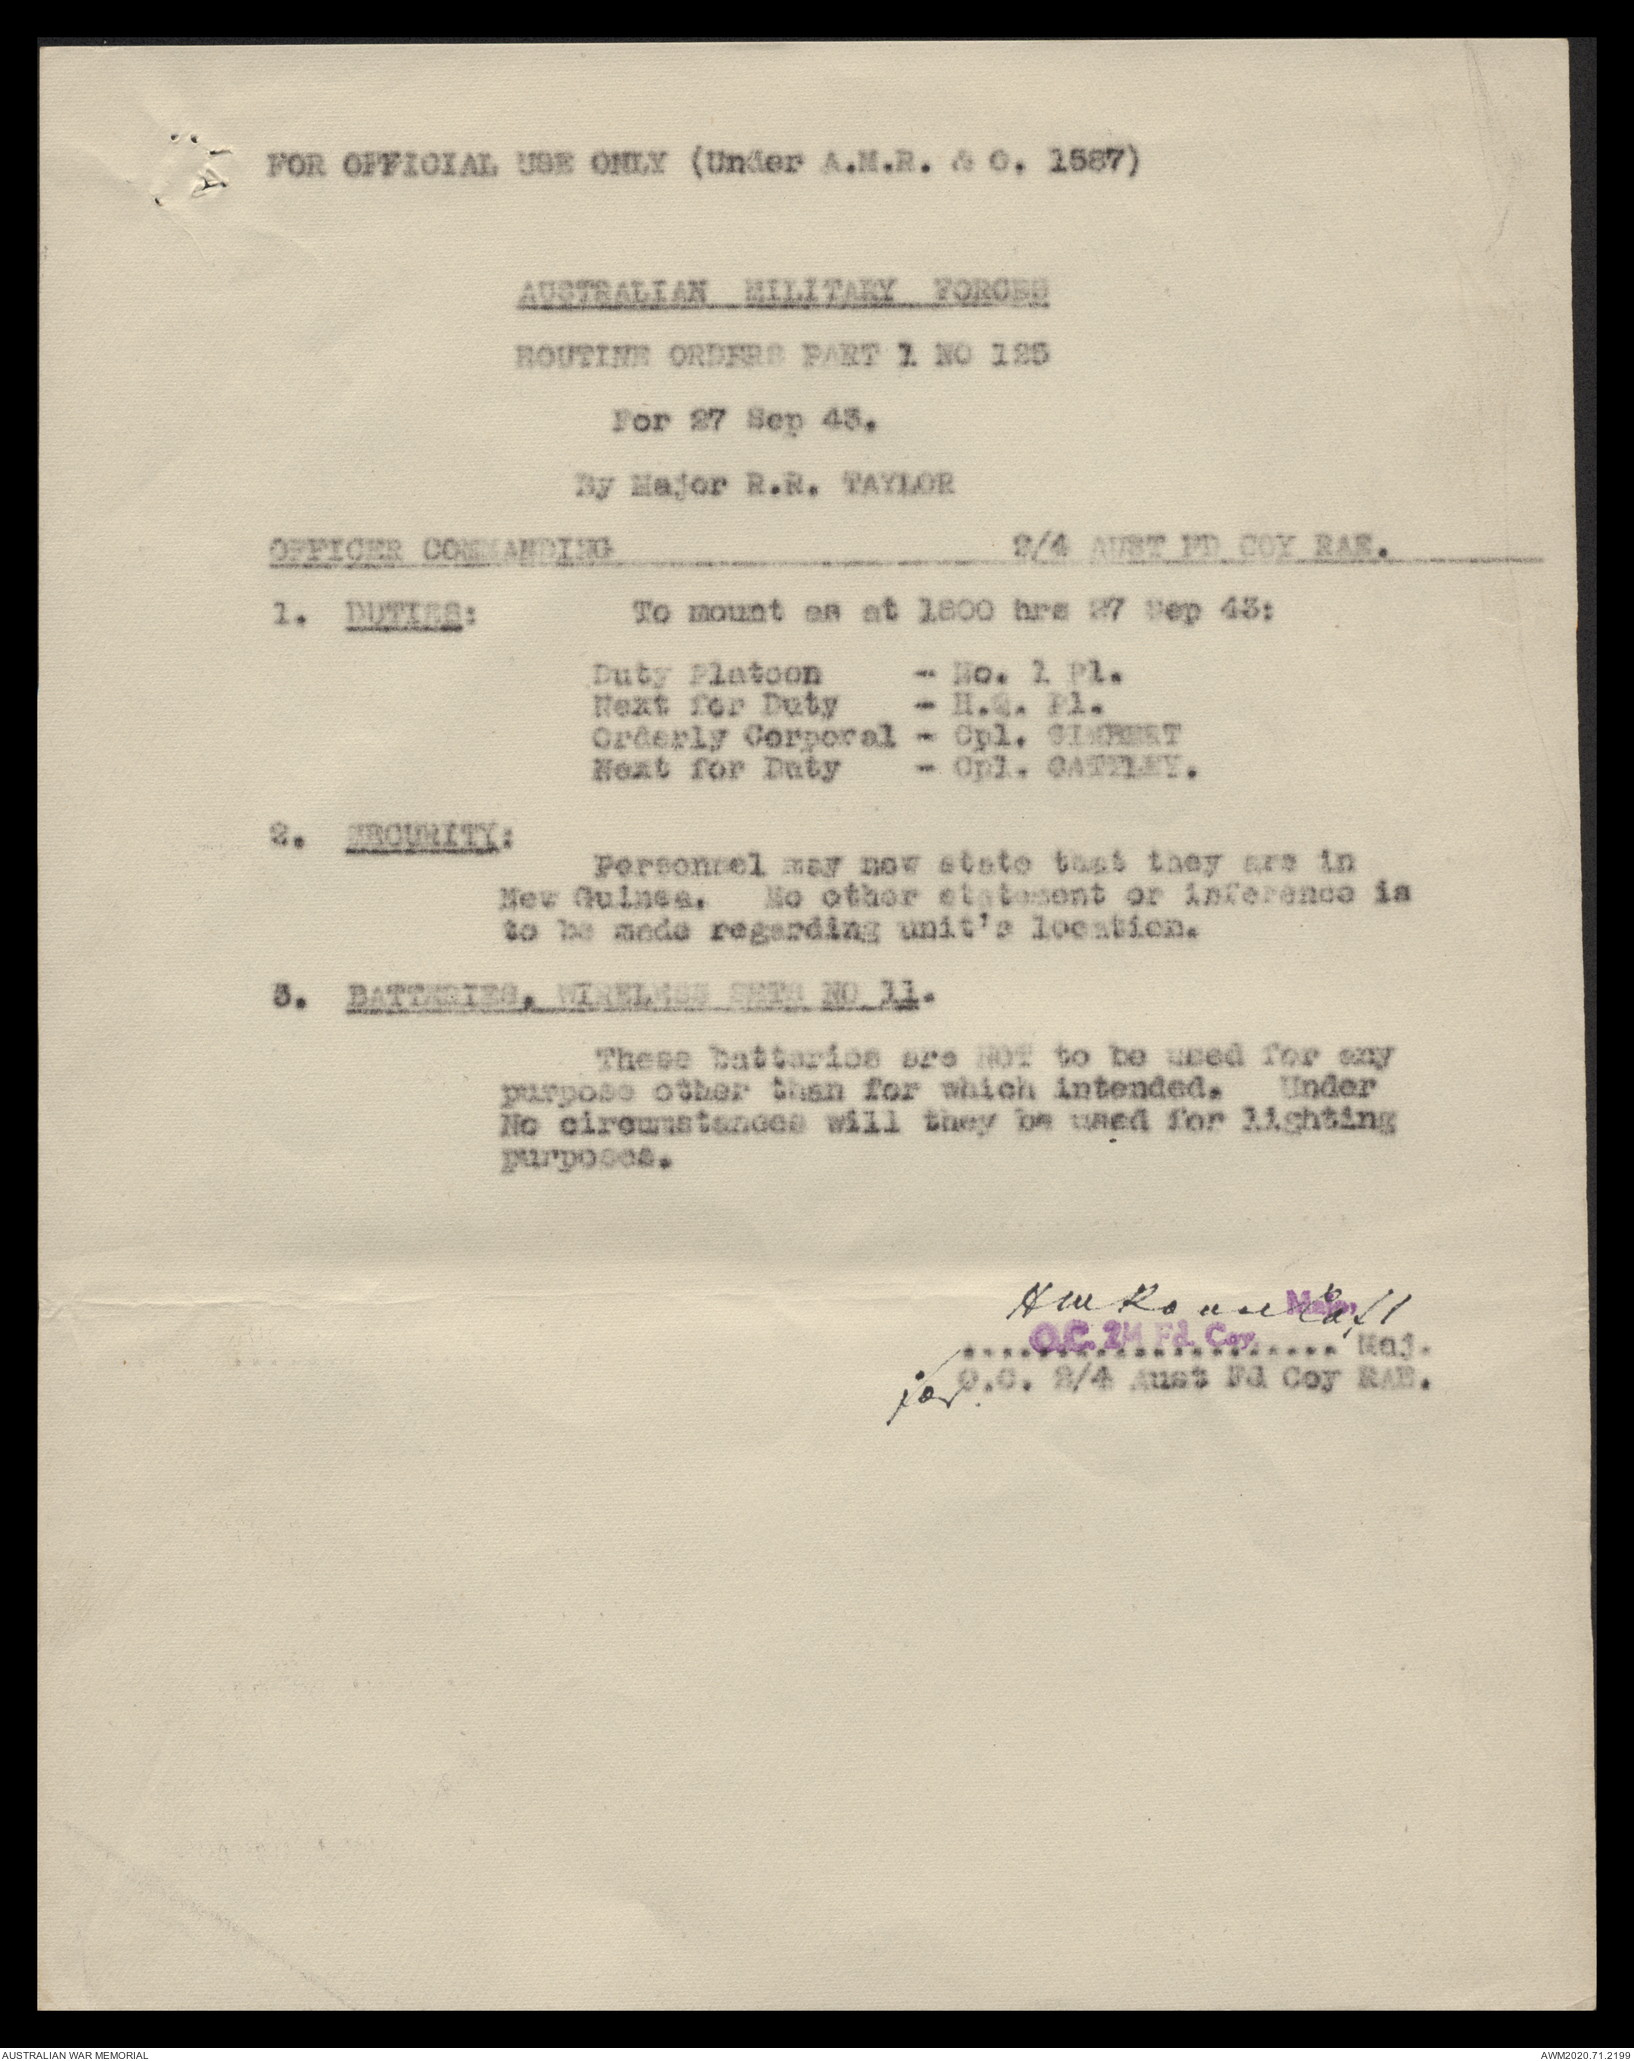 FOR OFFICIAL USE ONLY (Under A.M.R. & O. 1587)
AUSTRALIAN MILITARY FORCES
ROUTINE ORDERS PART 1 NO 125
For 27 Sep 43.
By Major R.R. TAYLOR
OFFICER COMMANDING 2/4 AUST FD COY RAE.
1. DUTIES: To mount as at 1800 hrs 27 Sep 43:
Duty Platoon - No. 1 Pl.
Next for Duty - H.Q. Pl.
Orderly Corporal - Cpl.
Next for Duty - Cpl. CATTLEY.
2. SECURITY:
Personnel may now state that they are in
New Guinea. No other statement or inference is
to be made regarding unit's location.
3. BATTERIES, WIRELESS SETS NO 11.
These batteries are NOT to be used for any
purpose other than for which intended. Under
No circumstances will they be used for lighting
purposes.
Capt
Major
O.C. 2/4 Fd. Coy.
.................... Maj.
for O.C. 2/4 Aust Fd Coy RAE.
AUSTRALIAN WAR MEMORIAL
AWM2020.71.2199